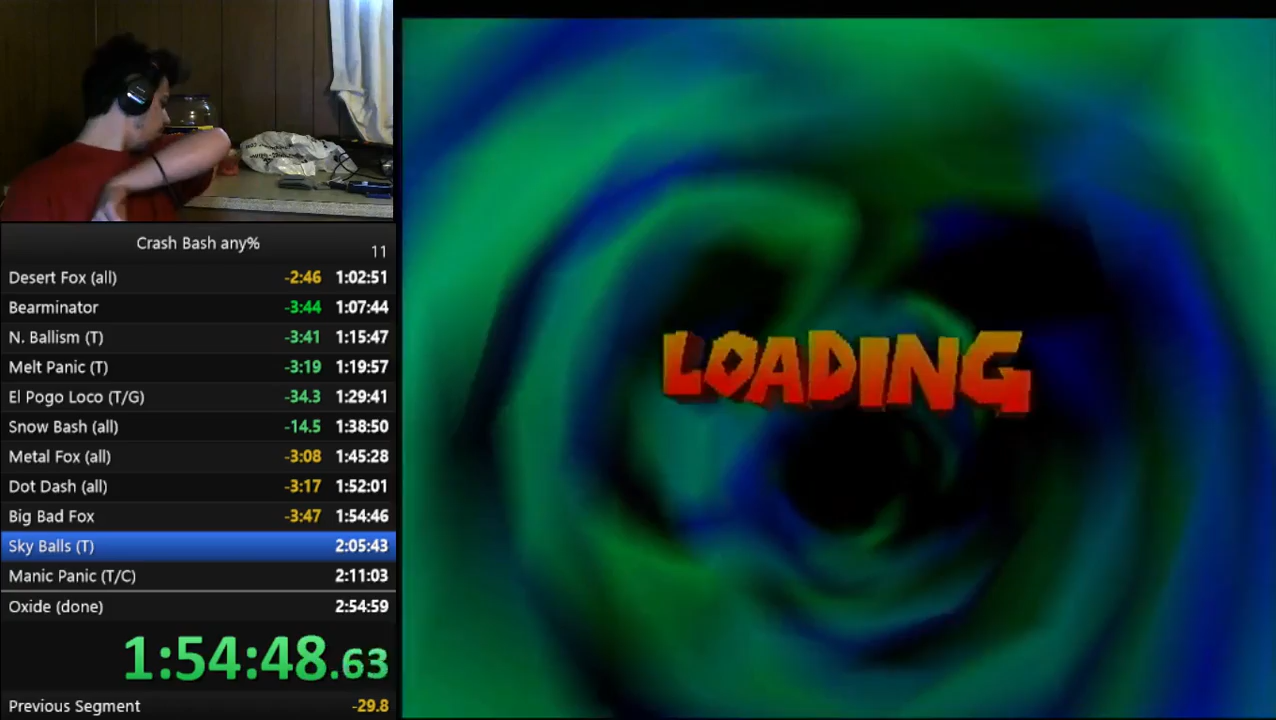 Crash Bash any%
11
Desert Fox (all) -2:46 1:02:51
Bearminator -3:44 1:07:44
N. Ballism (T) -3:41 1:15:47
Melt Panic (T) -3:19 1:19:57
El Pogo Loco (T/G) -34.3 1:29:41
Snow Bash (all) -14.5 1:38:50
Metal Fox (all) -3:08 1:45:28
Dot Dash (all) -3:17 1:52:01
Big Bad Fox -3:47 1:54:46
Sky Balls (T) 2:05:43
Manic Panic (T/C) 2:11:03
Oxide (done) 2:54:59
1:54:48.63
Previous Segment -29.8
LOADING